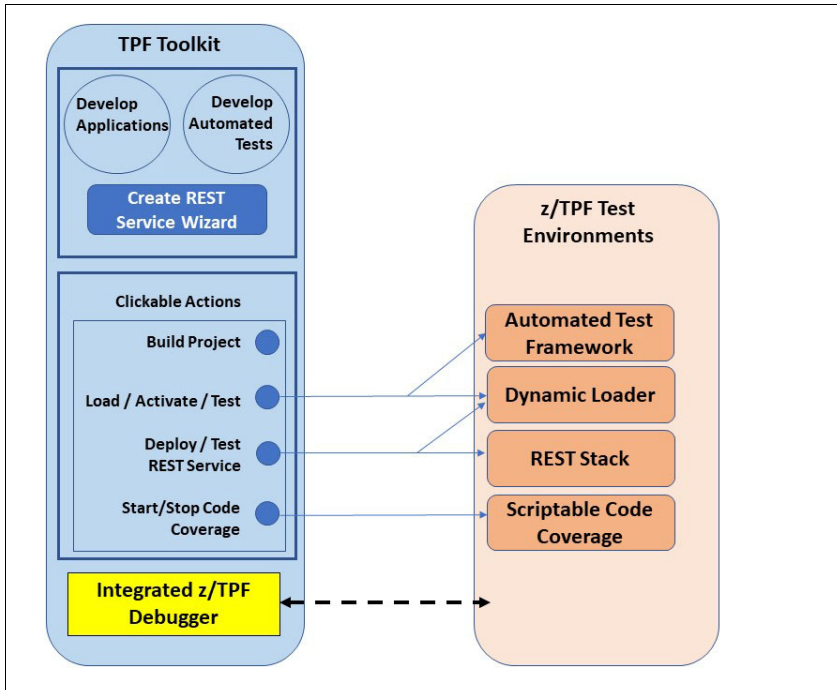 TPF Toolkit
Develop
Applications
Develop
Automated
Tests
Create REST
Service Wizard
Clickable Actions
Build Project
Load / Activate / Test
Deploy / Test
REST Service
Start/Stop Code
Coverage
Integrated z/TPF
Debugger
z/TPF Test
Environments
Automated Test
Framework
Dynamic Loader
REST Stack
Scriptable Code
Coverage